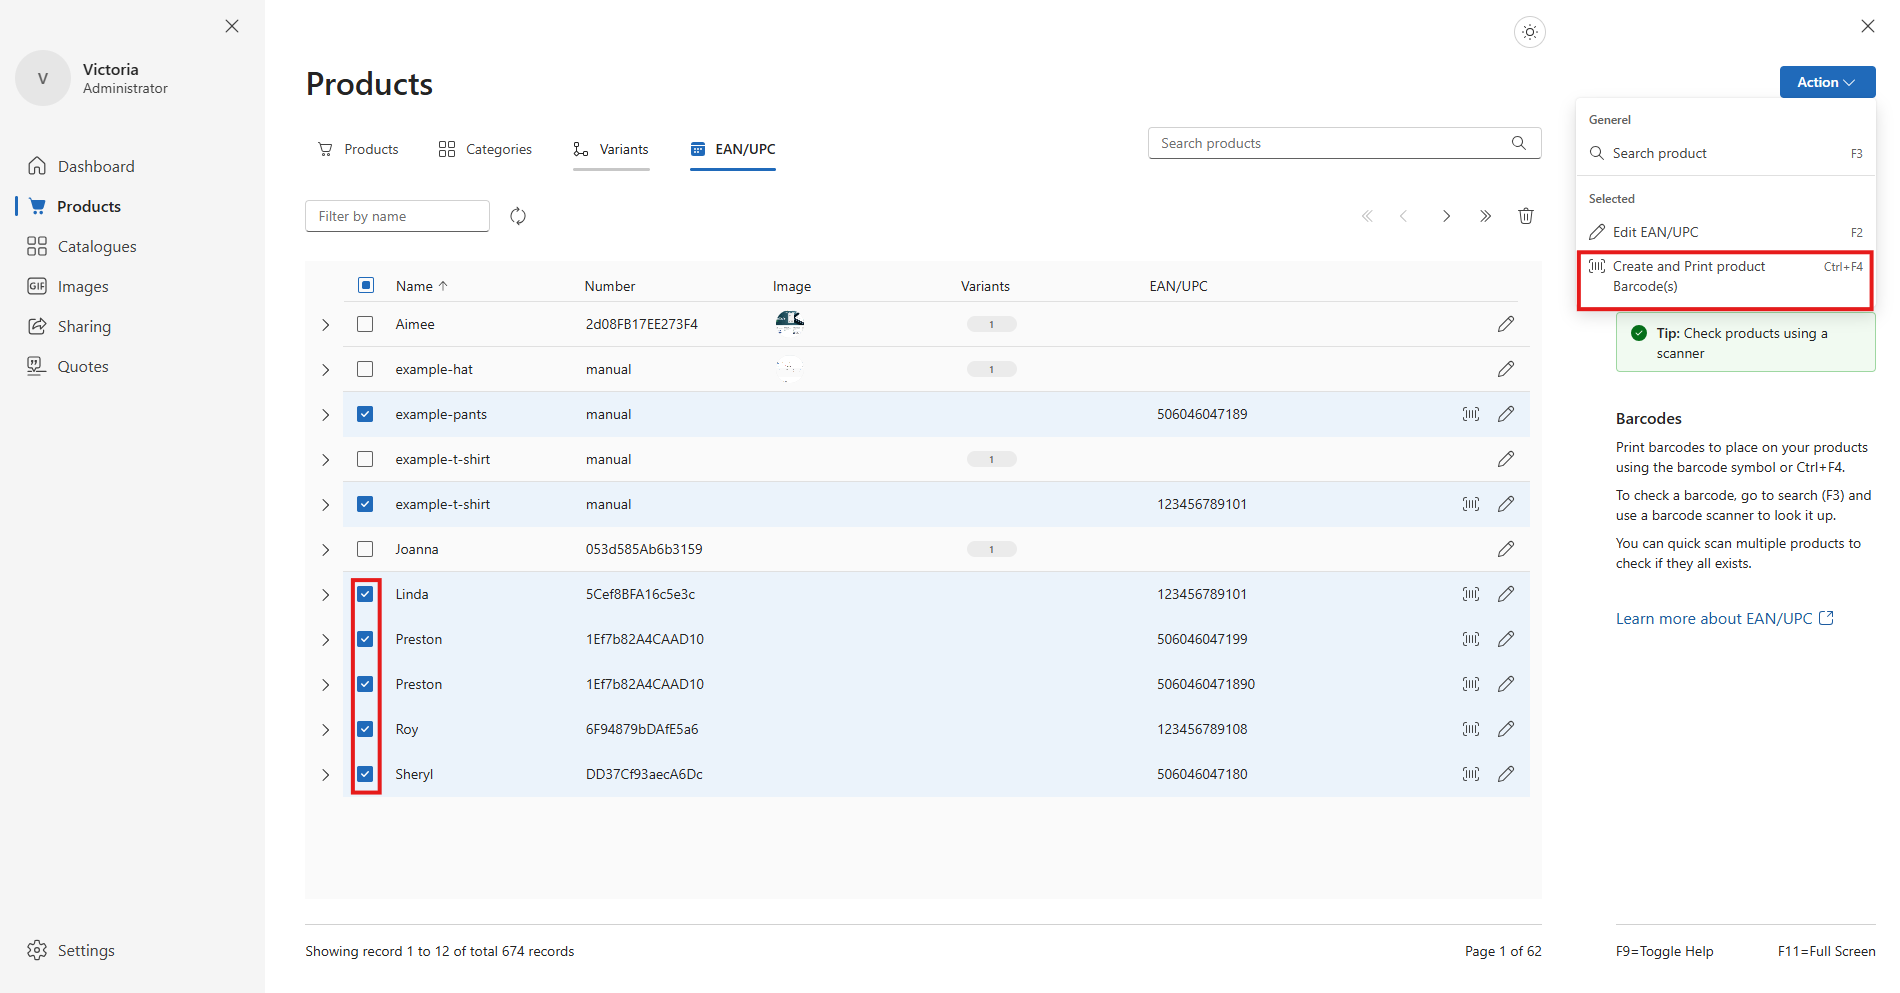 V
Victoria
Administrator
Dashboard
Products
Catalogues
GIF
Images
Sharing
Quotes
Settings
Products
Products
Categories
Variants
EAN/UPC
Search products
Filter by name
Name Number Image Variants EAN/UPC
Aimee 2d08FB17EE273F4 1
example-hat manual 1
example-pants manual 506046047189
example-t-shirt manual 1
example-t-shirt manual 123456789101
Joanna 053d585Ab6b3159 1
Linda 5Cef8BFA16c5e3c 123456789101
Preston 1Ef7b82A4CAAD10 506046047199
Preston 1Ef7b82A4CAAD10 5060460471890
Roy 6F94879bDAfE5a6 123456789108
Sheryl DD37Cf93aecA6Dc 506046047180
Showing record 1 to 12 of total 674 records
Page 1 of 62
Action
Generel
Search product F3
Selected
Edit EAN/UPC F2
Create and Print product Ctrl+F4
Barcode(s)
Tip: Check products using a
scanner
Barcodes
Print barcodes to place on your products
using the barcode symbol or Ctrl+F4.
To check a barcode, go to search (F3) and
use a barcode scanner to look it up.
You can quick scan multiple products to
check if they all exists.
Learn more about EAN/UPC
F9=Toggle Help
F11=Full Screen